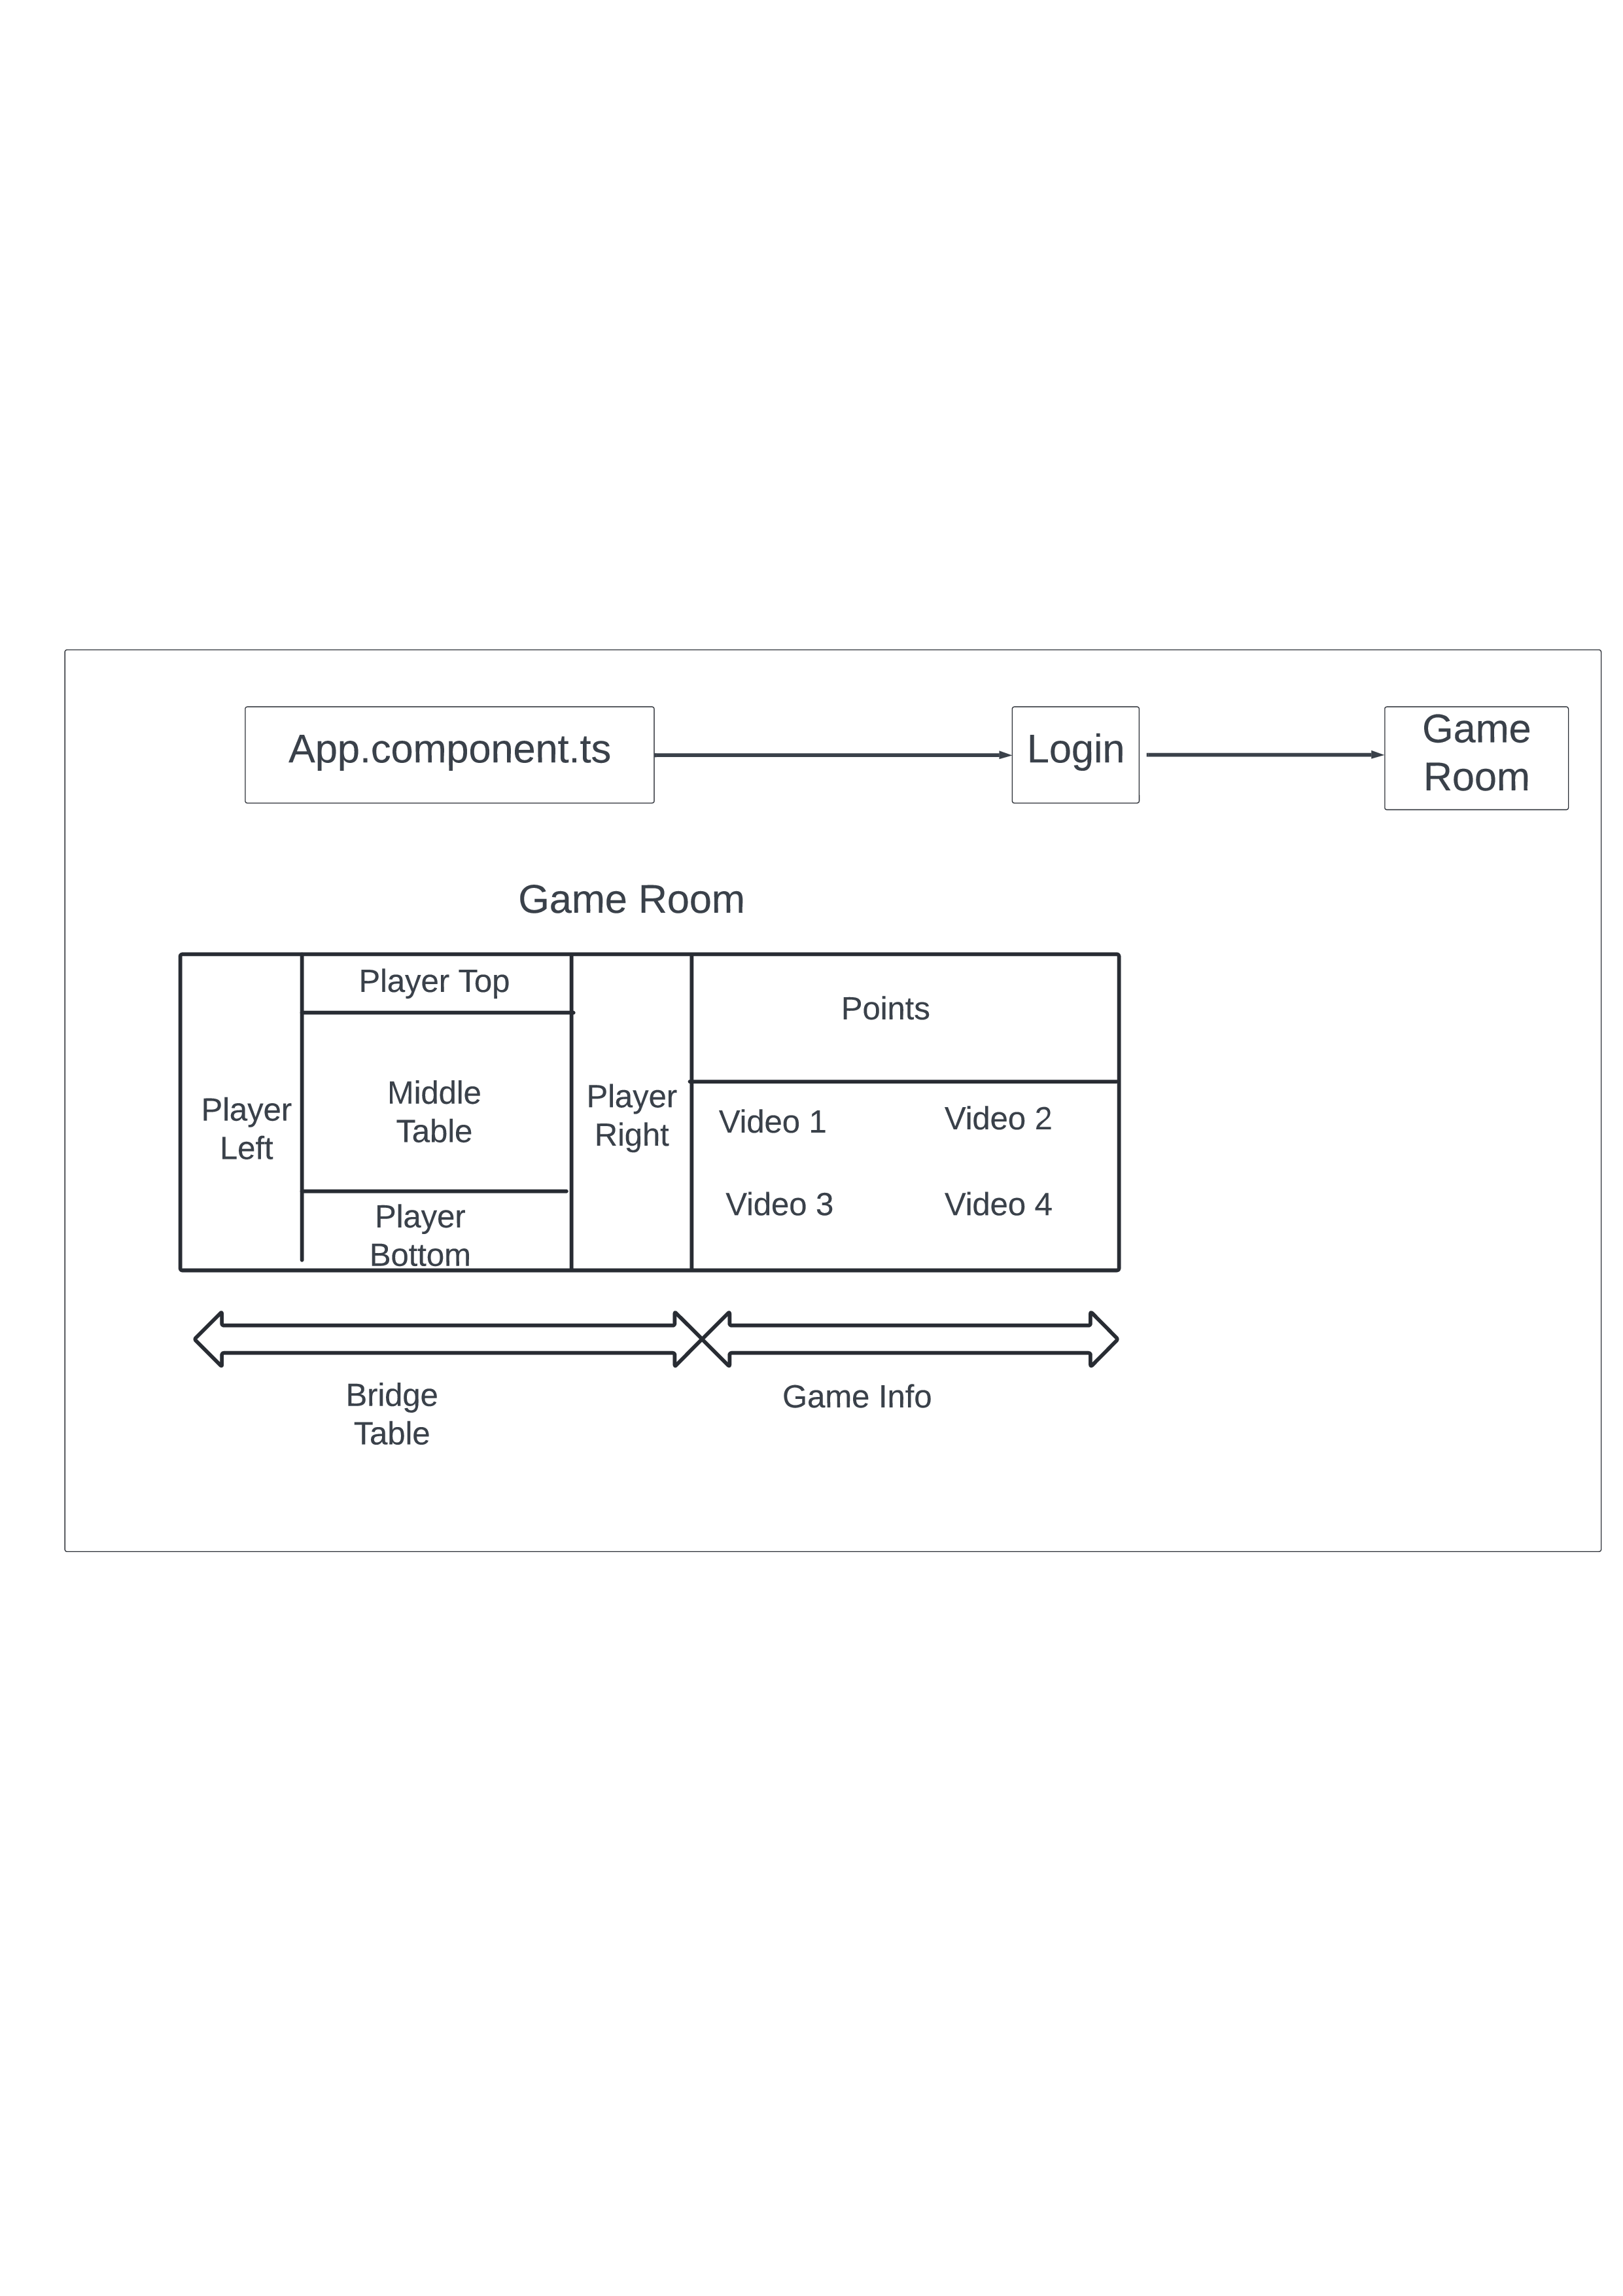 App.component.ts
Login
Game
Room
Game Room
Player Top
Points
Middle
Table
Player
Left
Player
Right
Video 1
Video 2
Video 3
Video 4
Player
Bottom
Bridge
Table
Game Info